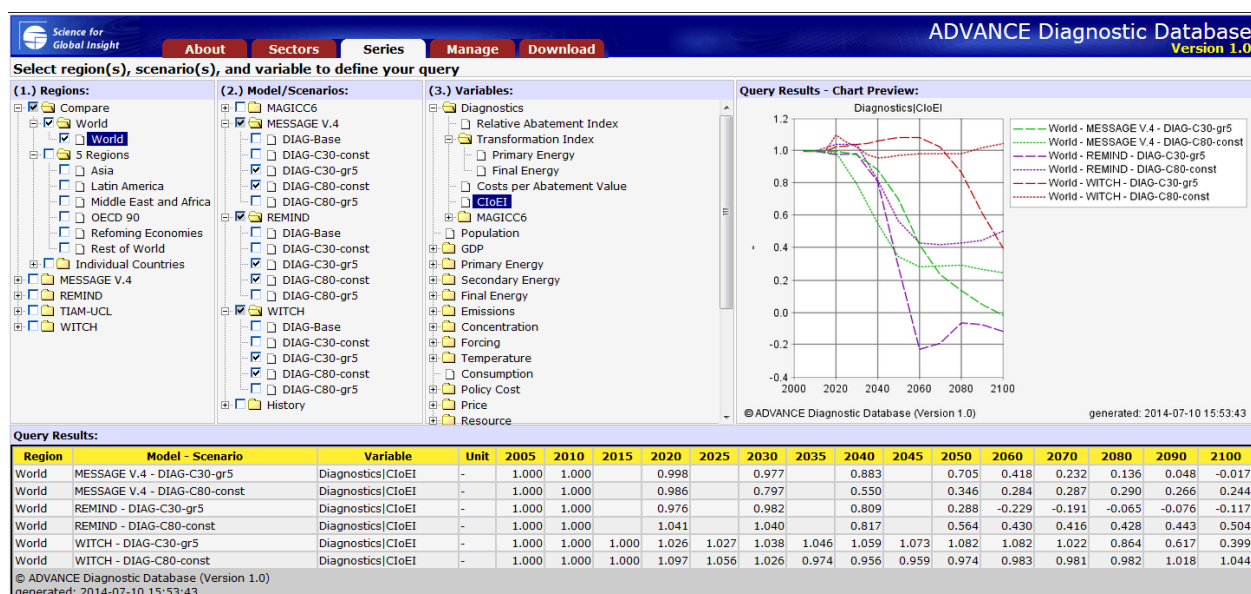 Science for
Global Insight
ADVANCE Diagnostic Database
Version 1.0
About Sectors Series Manage Download
Select region(s), scenario(s), and variable to define your query
(1.) Regions:
Compare
World
World
5 Regions
Asia
Latin America
Middle East and Africa
OECD 90
Refoming Economies
Rest of World
Individual Countries
MESSAGE V.4
REMIND
TIAM-UCL
WITCH
(2.) Model/Scenarios:
MAGICC6
MESSAGE V.4
DIAG-Base
DIAG-C30-const
DIAG-C30-gr5
DIAG-C80-const
DIAG-C80-gr5
REMIND
DIAG-Base
DIAG-C30-const
DIAG-C30-gr5
DIAG-C80-const
DIAG-C80-gr5
WITCH
DIAG-Base
DIAG-C30-const
DIAG-C30-gr5
DIAG-C80-const
DIAG-C80-gr5
History
(3.) Variables:
Diagnostics
Relative Abatement Index
Transformation Index
Primary Energy
Final Energy
Costs per Abatement Value
CIoEI
MAGICC6
Population
GDP
Primary Energy
Secondary Energy
Final Energy
Emissions
Concentration
Forcing
Temperature
Consumption
Policy Cost
Price
Resource
Query Results - Chart Preview:
Diagnostics|CIoEI
1.2
1.0
0.8
0.6
0.4
0.2
0.0
-0.2
-0.4
-
2000 2020 2040 2060 2080 2100
World - MESSAGE V.4 - DIAG-C30-gr5
World - MESSAGE V.4 - DIAG-C80-const
World - REMIND - DIAG-C30-gr5
World - REMIND - DIAG-C80-const
World - WITCH - DIAG-C30-gr5
World - WITCH - DIAG-C80-const
© ADVANCE Diagnostic Database (Version 1.0) generated: 2014-07-10 15:53:43
Query Results:
Region Model - Scenario Variable Unit 2005 2010 2015 2020 2025 2030 2035 2040 2045 2050 2060 2070 2080 2090 2100
World MESSAGE V.4 - DIAG-C30-gr5 Diagnostics|CIoEI - 1.000 1.000 0.998 0.977 0.883 0.705 0.418 0.232 0.136 0.048 -0.017
World MESSAGE V.4 - DIAG-C80-const Diagnostics|CIoEI - 1.000 1.000 0.986 0.797 0.550 0.346 0.284 0.287 0.290 0.266 0.244
World REMIND - DIAG-C30-gr5 Diagnostics|CIoEI - 1.000 1.000 0.976 0.982 0.809 0.288 -0.229 -0.191 -0.065 -0.076 -0.117
World REMIND - DIAG-C80-const Diagnostics|CIoEI - 1.000 1.000 1.041 1.040 0.817 0.564 0.430 0.416 0.428 0.443 0.504
World WITCH - DIAG-C30-gr5 Diagnostics|CIoEI - 1.000 1.000 1.000 1.026 1.027 1.038 1.046 1.059 1.073 1.082 1.082 1.022 0.864 0.617 0.399
World WITCH - DIAG-C80-const Diagnostics|CIoEI - 1.000 1.000 1.000 1.097 1.056 1.026 0.974 0.956 0.959 0.974 0.983 0.981 0.982 1.018 1.044
© ADVANCE Diagnostic Database (Version 1.0)
generated: 2014-07-10 15:53:43